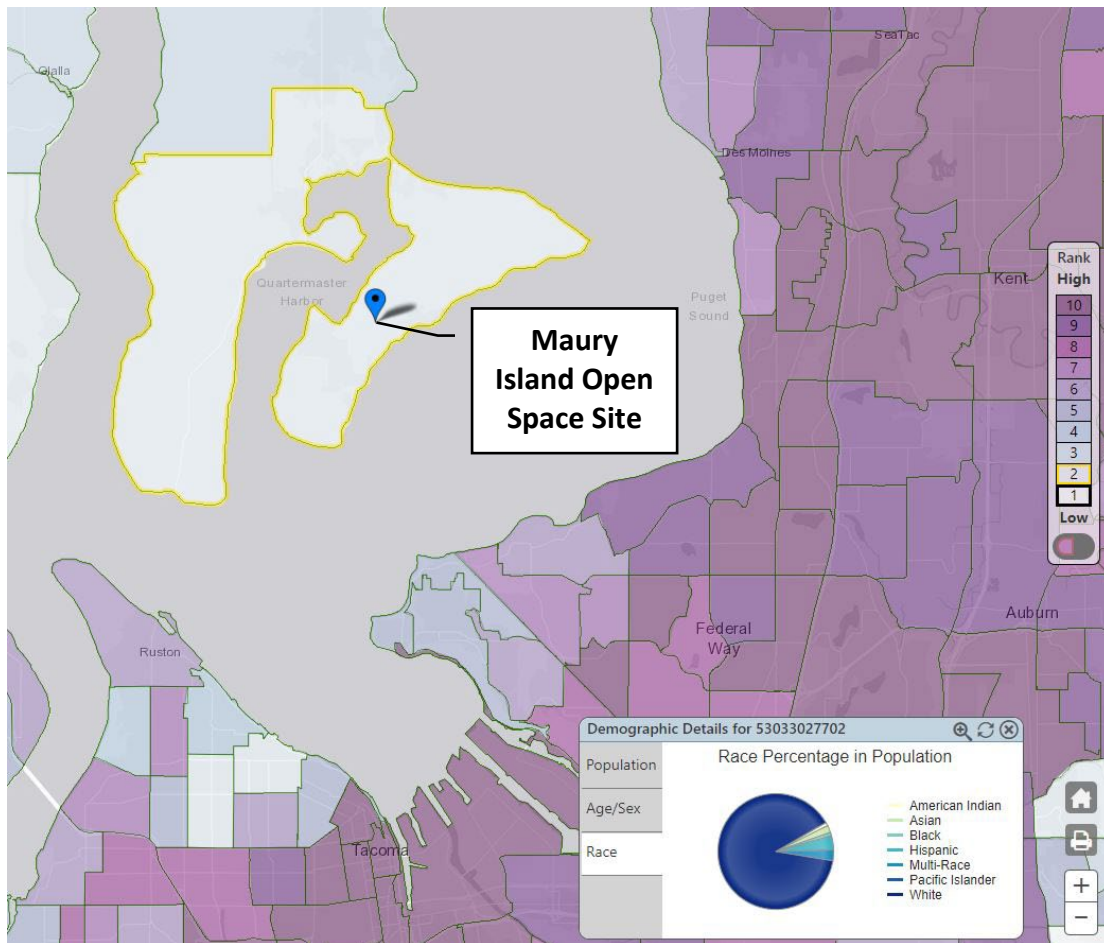 SeaTac
Olalla
Des Moines
Quartermaster
Harbor
Puget
Sound
Kent
Rank
High
10
9
8
7
6
5
4
3
2
1
Low
Maury
Island Open
Space Site
Auburn
Federal
Way
Ruston
Tacoma
Demographic Details for 53033027702
Population
Age/Sex
Race
Race Percentage in Population
American Indian
Asian
Black
Hispanic
Multi-Race
Pacific Islander
White
+
−